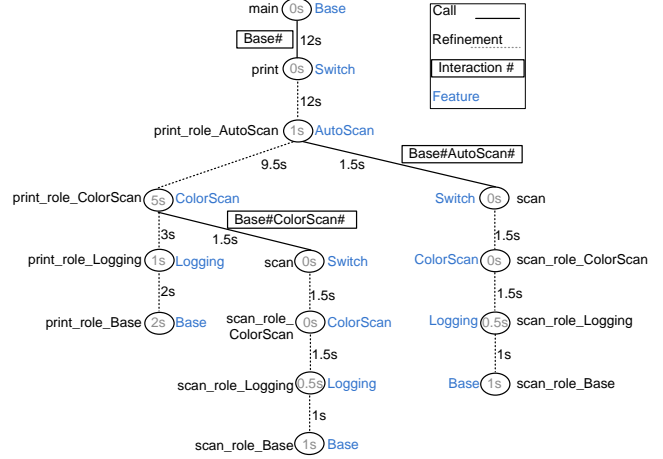 main 0s Base
Call
Base# 12s
Refinement
print 0s Switch
Interaction #
12s
Feature
print_role_AutoScan 1s AutoScan
9.5s 1.5s Base#AutoScan#
print_role_ColorScan 5s ColorScan
Switch 0s scan
3s 1.5s Base#ColorScan#
1.5s
print_role_Logging 1s Logging
scan 0s Switch
ColorScan 0s scan_role_ColorScan
2s 1.5s 1.5s
print_role_Base 2s Base
scan_role_
ColorScan 0s ColorScan
Logging 0.5s scan_role_Logging
1.5s 1s
scan_role_Logging 0.5s Logging
Base 1s scan_role_Base
1s
scan_role_Base 1s Base